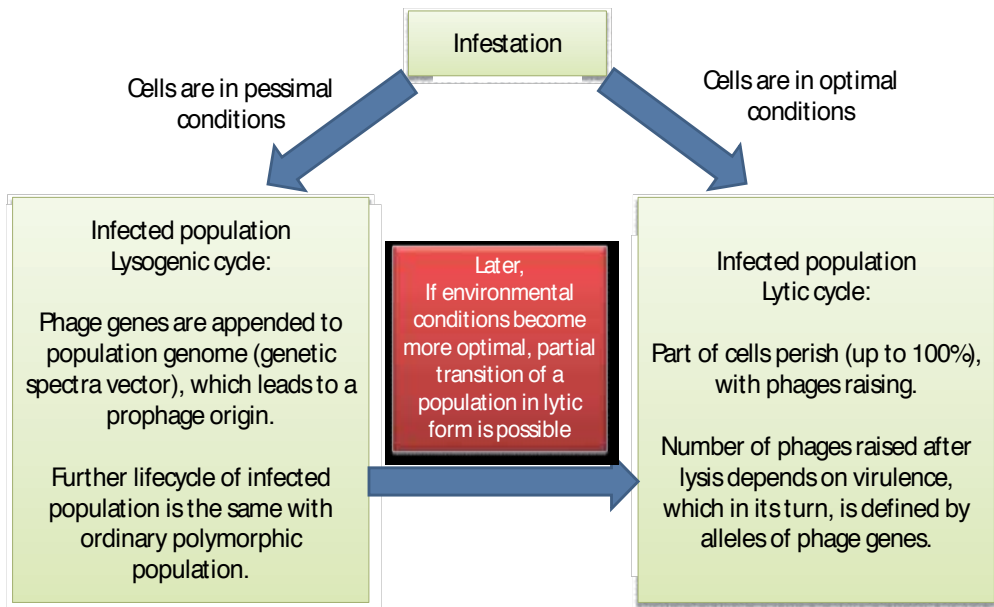 Infestation
Cells are in pessimal
conditions
Cells are in optimal
conditions
Infected population
Lysogenic cycle:
Phage genes are appended to
population genome (genetic
spectra vector), which leads to a
prophage origin.
Further lifecycle of infected
population is the same with
ordinary polymorphic
population.
Later,
If environmental
conditions become
more optimal, partial
transition of a
population in lytic
form is possible
Infected population
Lytic cycle:
Part of cells perish (up to 100%),
with phages raising.
Number of phages raised after
lysis depends on virulence,
which in its turn, is defined by
alleles of phage genes.